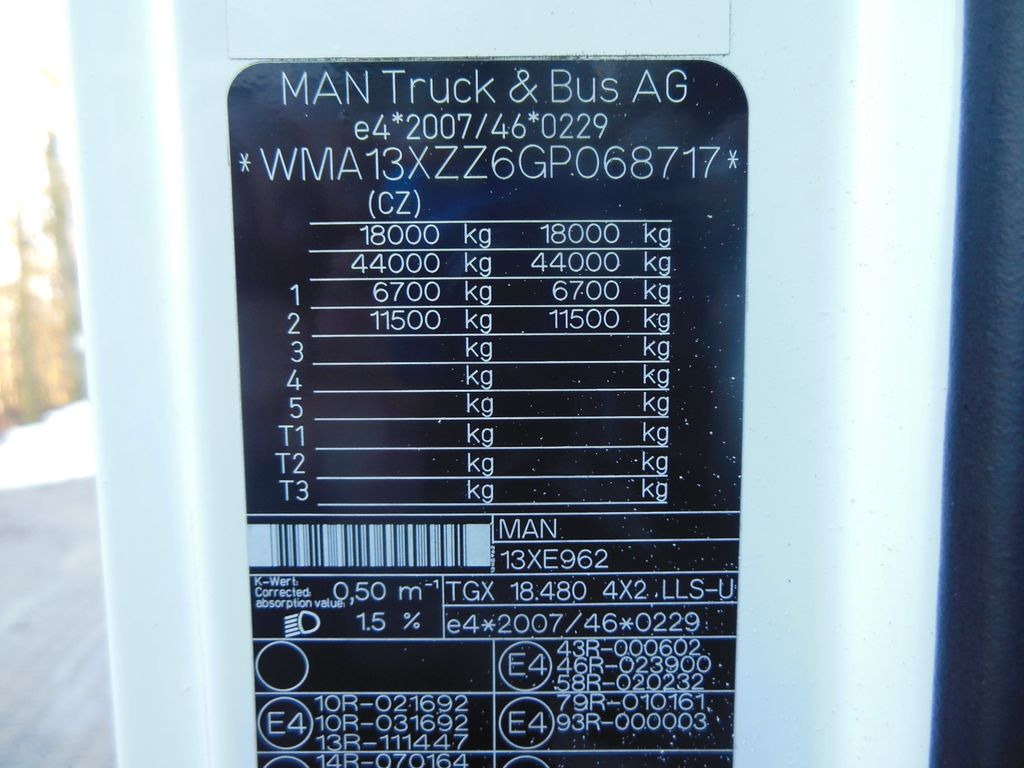 MAN Truck & Bus AG
e4*2007/46*0229
*WMA13XZZ6GP068717*
(CZ)
18000 kg 18000 kg
44000 kg 44000 kg
1 6700 kg 6700 kg
2 11500 kg 11500 kg
3 kg kg
4 kg kg
5 kg kg
T1 kg kg
T2 kg kg
T3 kg kg
MAN
13XE962
K-Wert:
Corrected
absorption value: 0,50 m⁻¹
1.5 %
TGX 18.480 4X2 LLS-U
e4*2007/46*0229
E4 43R-000602
46R-023900
58R-020232
E4 10R-021692
10R-031692
13R-111447
E4 79R-010161
93R-000003
14R-070164